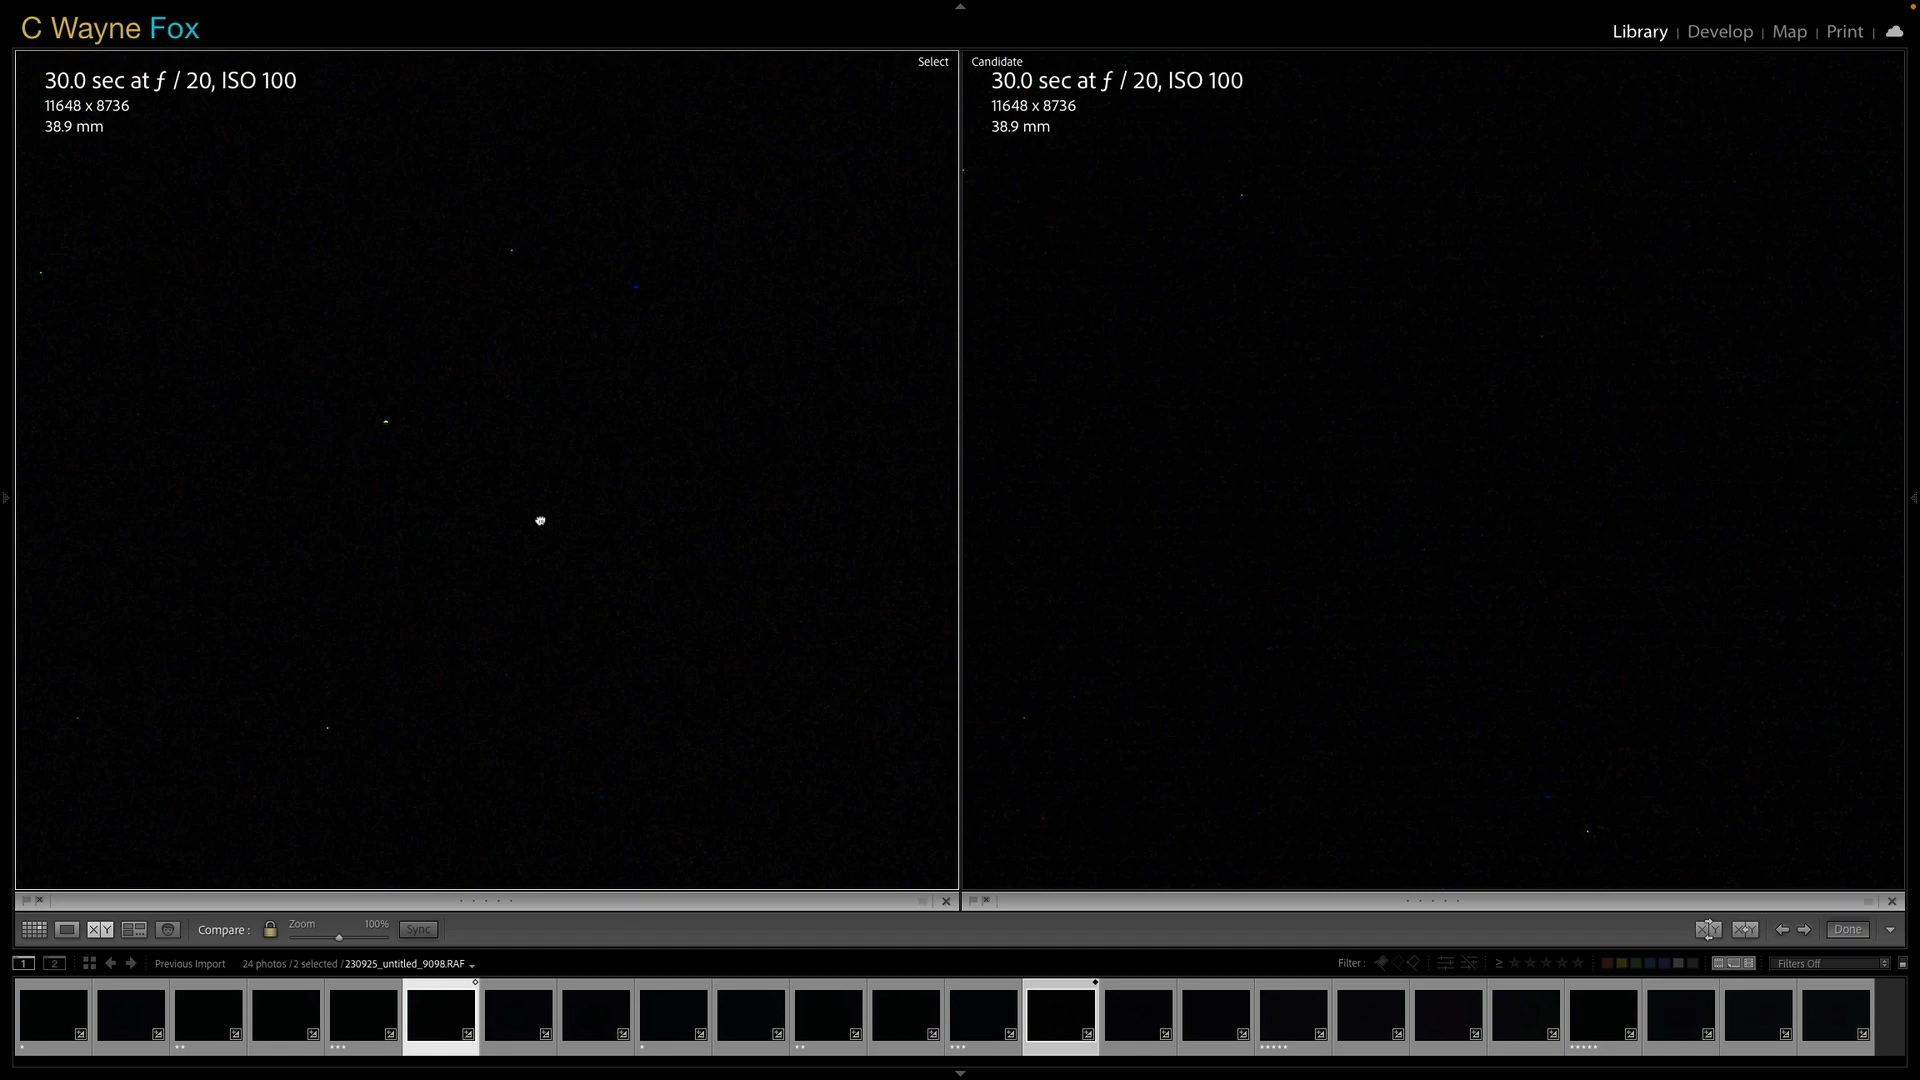 C Wayne Fox
Library | Develop | Map | Print |
30.0 sec at ƒ / 20, ISO 100
11648 x 8736
38.9 mm
Select
Candidate
30.0 sec at ƒ / 20, ISO 100
11648 x 8736
38.9 mm
X Y
Compare :
Zoom
100%
Sync
Done
1
2
Previous Import
24 photos / 2 selected / 230925_untitled_9098.RAF
Filter :
≥
Filters Off